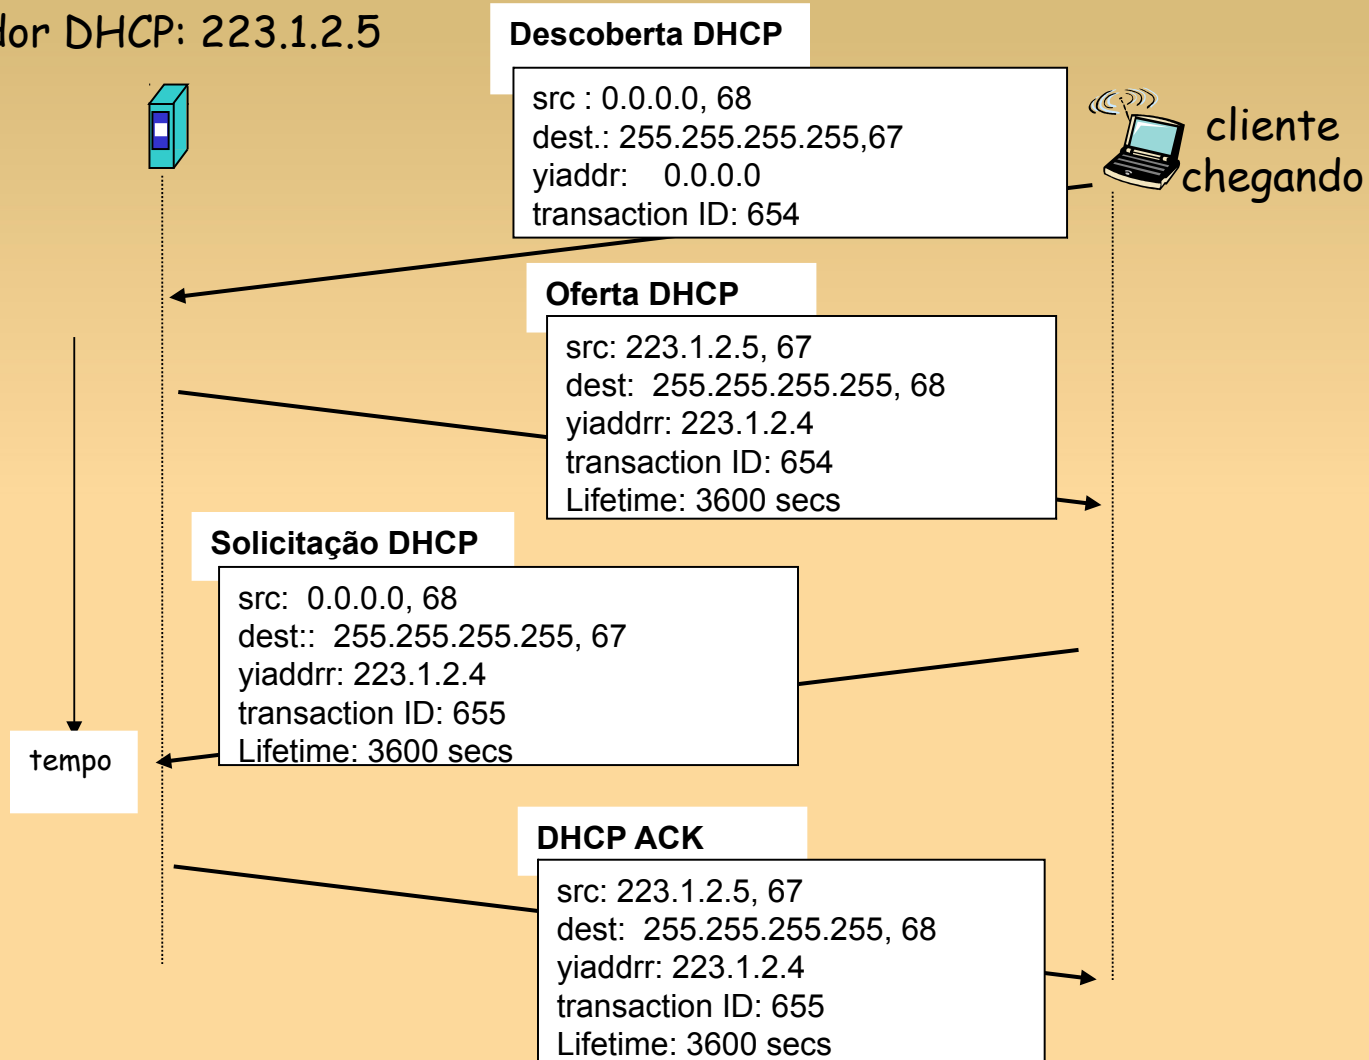 dor DHCP: 223.1.2.5
Descoberta DHCP
src : 0.0.0.0, 68
dest.: 255.255.255.255,67
yiaddr: 0.0.0.0
transaction ID: 654
cliente
chegando
Oferta DHCP
src: 223.1.2.5, 67
dest: 255.255.255.255, 68
yiaddrr: 223.1.2.4
transaction ID: 654
Lifetime: 3600 secs
Solicitação DHCP
src: 0.0.0.0, 68
dest:: 255.255.255.255, 67
yiaddrr: 223.1.2.4
transaction ID: 655
Lifetime: 3600 secs
tempo
DHCP ACK
src: 223.1.2.5, 67
dest: 255.255.255.255, 68
yiaddrr: 223.1.2.4
transaction ID: 655
Lifetime: 3600 secs